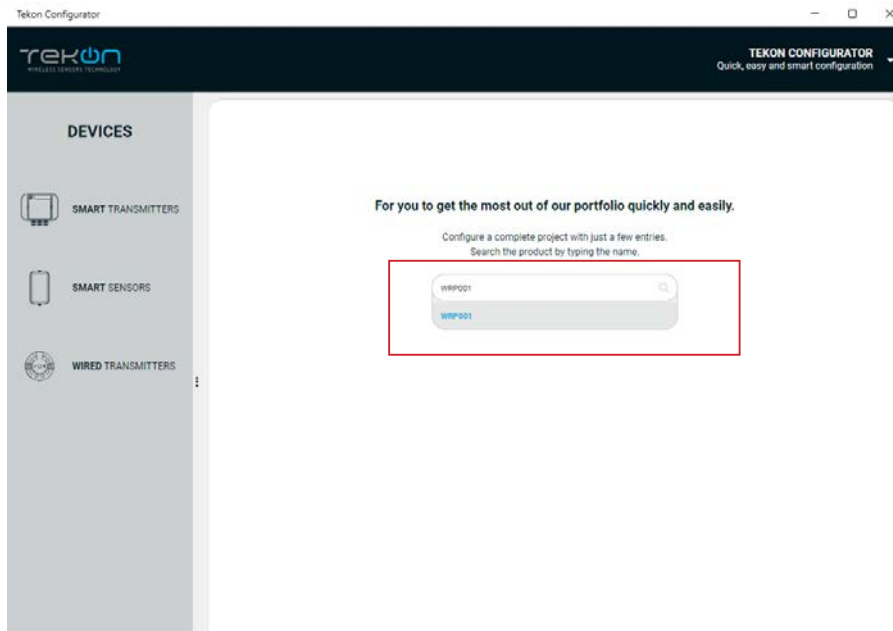 Tekon Configurator
TEKON
WIRELESS SENSORS TECHNOLOGY
TEKON CONFIGURATOR
Quick, easy and smart configuration
DEVICES
SMART TRANSMITTERS
SMART SENSORS
WIRED TRANSMITTERS
For you to get the most out of our portfolio quickly and easily.
Configure a complete project with just a few entries.
Search the product by typing the name.
WRP001
WRP001